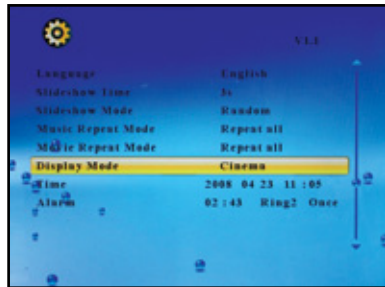 V1.1
Language English
Slideshow Time 3s
Slideshow Mode Random
Music Repeat Mode Repeat all
Movie Repeat Mode Repeat all
Display Mode Cinema
Time 2008 04 23 11 : 05
Alarm 02 : 43 Ring2 Once